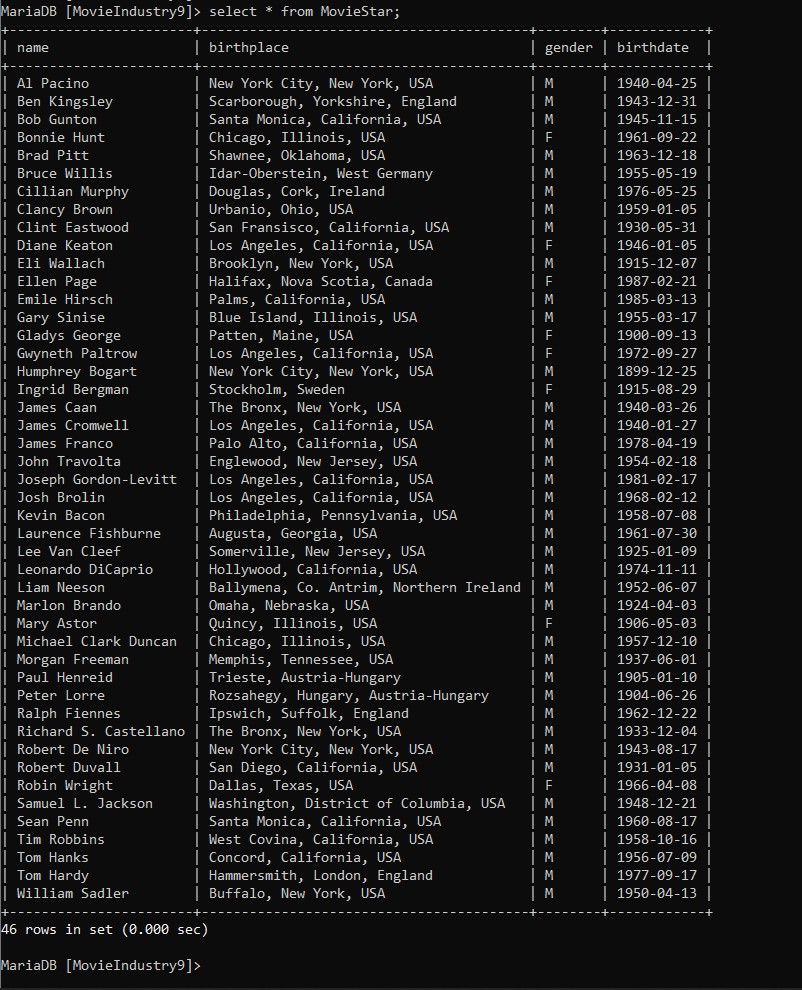 MariaDB [MovieIndustry9]> select * from MovieStar;
+-----------------------+-----------------------------------------+--------+------------+
| name                  | birthplace                              | gender | birthdate  |
+-----------------------+-----------------------------------------+--------+------------+
| Al Pacino             | New York City, New York, USA            | M      | 1940-04-25 |
| Ben Kingsley          | Scarborough, Yorkshire, England         | M      | 1943-12-31 |
| Bob Gunton            | Santa Monica, California, USA           | M      | 1945-11-15 |
| Bonnie Hunt           | Chicago, Illinois, USA                  | F      | 1961-09-22 |
| Brad Pitt             | Shawnee, Oklahoma, USA                  | M      | 1963-12-18 |
| Bruce Willis          | Idar-Oberstein, West Germany            | M      | 1955-05-19 |
| Cillian Murphy        | Douglas, Cork, Ireland                  | M      | 1976-05-25 |
| Clancy Brown          | Urbanio, Ohio, USA                      | M      | 1959-01-05 |
| Clint Eastwood        | San Fransisco, California, USA          | M      | 1930-05-31 |
| Diane Keaton          | Los Angeles, California, USA            | F      | 1946-01-05 |
| Eli Wallach           | Brooklyn, New York, USA                 | M      | 1915-12-07 |
| Ellen Page            | Halifax, Nova Scotia, Canada            | F      | 1987-02-21 |
| Emile Hirsch          | Palms, California, USA                  | M      | 1985-03-13 |
| Gary Sinise           | Blue Island, Illinois, USA              | M      | 1955-03-17 |
| Gladys George         | Patten, Maine, USA                      | F      | 1900-09-13 |
| Gwyneth Paltrow       | Los Angeles, California, USA            | F      | 1972-09-27 |
| Humphrey Bogart       | New York City, New York, USA            | M      | 1899-12-25 |
| Ingrid Bergman        | Stockholm, Sweden                       | F      | 1915-08-29 |
| James Caan            | The Bronx, New York, USA                | M      | 1940-03-26 |
| James Cromwell        | Los Angeles, California, USA            | M      | 1940-01-27 |
| James Franco          | Palo Alto, California, USA              | M      | 1978-04-19 |
| John Travolta         | Englewood, New Jersey, USA              | M      | 1954-02-18 |
| Joseph Gordon-Levitt  | Los Angeles, California, USA            | M      | 1981-02-17 |
| Josh Brolin           | Los Angeles, California, USA            | M      | 1968-02-12 |
| Kevin Bacon           | Philadelphia, Pennsylvania, USA         | M      | 1958-07-08 |
| Laurence Fishburne    | Augusta, Georgia, USA                   | M      | 1961-07-30 |
| Lee Van Cleef         | Somerville, New Jersey, USA             | M      | 1925-01-09 |
| Leonardo DiCaprio     | Hollywood, California, USA              | M      | 1974-11-11 |
| Liam Neeson           | Ballymena, Co. Antrim, Northern Ireland | M      | 1952-06-07 |
| Marlon Brando         | Omaha, Nebraska, USA                    | M      | 1924-04-03 |
| Mary Astor            | Quincy, Illinois, USA                   | F      | 1906-05-03 |
| Michael Clark Duncan  | Chicago, Illinois, USA                  | M      | 1957-12-10 |
| Morgan Freeman        | Memphis, Tennessee, USA                 | M      | 1937-06-01 |
| Paul Henreid          | Trieste, Austria-Hungary                | M      | 1905-01-10 |
| Peter Lorre           | Rozsahegy, Hungary, Austria-Hungary     | M      | 1904-06-26 |
| Ralph Fiennes         | Ipswich, Suffolk, England               | M      | 1962-12-22 |
| Richard S. Castellano | The Bronx, New York, USA                | M      | 1933-12-04 |
| Robert De Niro        | New York City, New York, USA            | M      | 1943-08-17 |
| Robert Duvall         | San Diego, California, USA              | M      | 1931-01-05 |
| Robin Wright          | Dallas, Texas, USA                      | F      | 1966-04-08 |
| Samuel L. Jackson     | Washington, District of Columbia, USA   | M      | 1948-12-21 |
| Sean Penn             | Santa Monica, California, USA           | M      | 1960-08-17 |
| Tim Robbins           | West Covina, California, USA            | M      | 1958-10-16 |
| Tom Hanks             | Concord, California, USA                | M      | 1956-07-09 |
| Tom Hardy             | Hammersmith, London, England            | M      | 1977-09-17 |
| William Sadler        | Buffalo, New York, USA                  | M      | 1950-04-13 |
+-----------------------+-----------------------------------------+--------+------------+
46 rows in set (0.000 sec)
MariaDB [MovieIndustry9]>